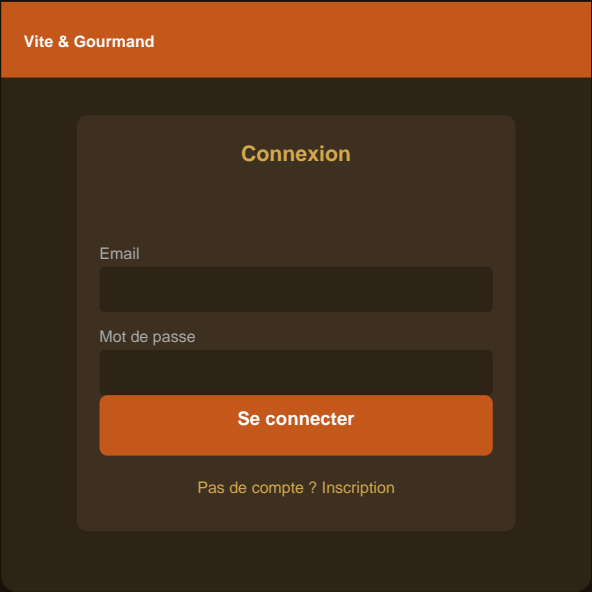 Vite & Gourmand
Connexion
Email
Mot de passe
Se connecter
Pas de compte ? Inscription